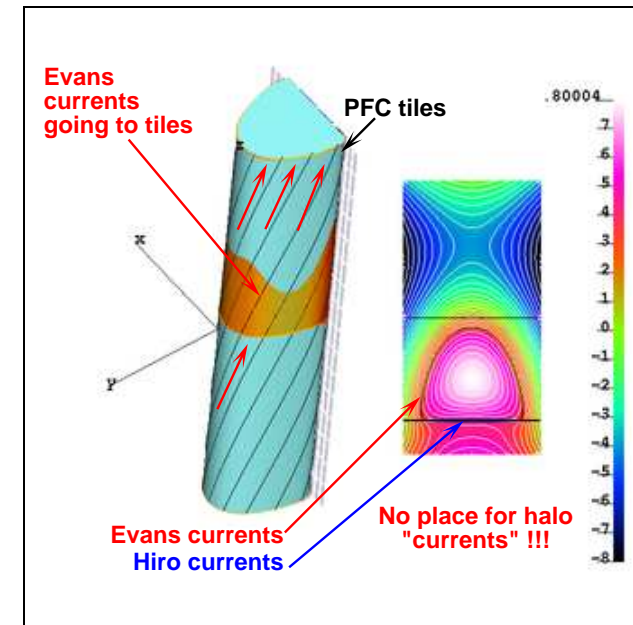 Evans
currents
going to tiles
PFC tiles
z
x
y
.80004
.7
.6
.5
.4
.3
.2
.1
.0
-.1
-.2
-.3
-.4
-.5
-.6
-.7
-.8
Evans currents
Hiro currents
No place for halo
"currents" !!!